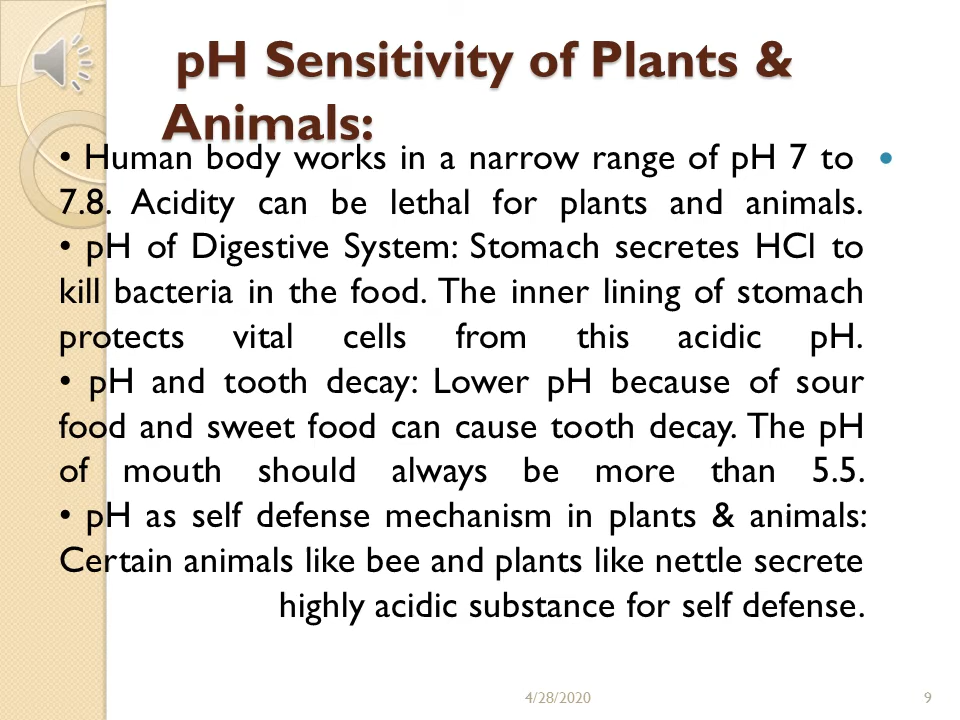 pH Sensitivity of Plants &
Animals:
• Human body works in a narrow range of pH 7 to •
7.8. Acidity can be lethal for plants and animals.
• pH of Digestive System: Stomach secretes HCl to
kill bacteria in the food. The inner lining of stomach
protects vital cells from this acidic pH.
• pH and tooth decay: Lower pH because of sour
food and sweet food can cause tooth decay. The pH
of mouth should always be more than 5.5.
• pH as self defense mechanism in plants & animals:
Certain animals like bee and plants like nettle secrete
highly acidic substance for self defense.
4/28/2020
9